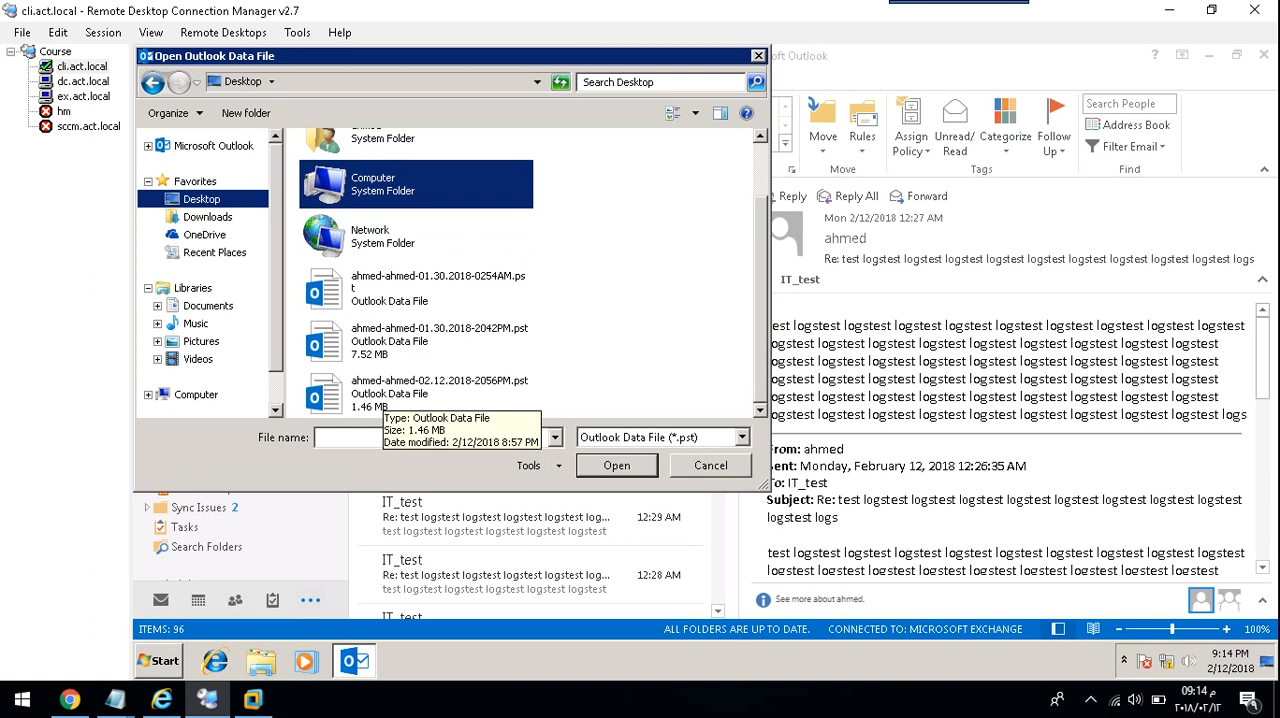 cli.act.local - Remote Desktop Connection Manager v2.7
File Edit Session View Remote Desktops Tools Help
Course
cli.act.local
dc.act.local
ex.act.local
hm
sccm.act.local
Open Outlook Data File
Desktop
Search Desktop
Organize New folder
Microsoft Outlook
Favorites
Desktop
Downloads
OneDrive
Recent Places
Libraries
Documents
Music
Pictures
Videos
Computer
System Folder
Computer
System Folder
Network
System Folder
ahmed-ahmed-01.30.2018-0254AM.ps
t
Outlook Data File
ahmed-ahmed-01.30.2018-2042PM.pst
Outlook Data File
7.52 MB
ahmed-ahmed-02.12.2018-2056PM.pst
Outlook Data File
1.46 MB
Type: Outlook Data File
Size: 1.46 MB
Date modified: 2/12/2018 8:57 PM
File name:
Outlook Data File (*.pst)
Tools Open Cancel
osoft Outlook
Move
Rules
Assign
Policy
Unread/
Read
Categorize
Follow
Up
Search People
Address Book
Filter Email
Move Tags Find
Reply Reply All Forward
Mon 2/12/2018 12:27 AM
ahmed
Re: test logstest logstest logstest logstest logstest logstest logstest logs
IT_test
test logstest logstest logstest logstest logstest logstest logstest logstest
logstest logstest logstest logstest logstest logstest logstest logstest
logstest logstest logstest logstest logstest logstest logstest logstest
logstest logstest logstest logstest logstest logstest logstest logstest
logstest logstest logstest logstest logstest logstest logstest logstest
logstest logstest logstest logstest logstest logstest logstest logstest logs
From: ahmed
Sent: Monday, February 12, 2018 12:26:35 AM
To: IT_test
Subject: Re: test logstest logstest logstest logstest logstest logstest logstest
logstest logs
test logstest logstest logstest logstest logstest logstest logstest logstest
logstest logstest logstest logstest logstest logstest logstest logstest
See more about ahmed.
Sync Issues 2
Tasks
Search Folders
IT_test
Re: test logstest logstest logstest log... 12:29 AM
test logstest logstest logstest logstest
IT_test
Re: test logstest logstest logstest log... 12:28 AM
test logstest logstest logstest logstest
IT_test
ITEMS: 96 ALL FOLDERS ARE UP TO DATE. CONNECTED TO: MICROSOFT EXCHANGE 100%
Start
9:14 PM
2/12/2018
09:14 م
٢٠١٨/٠٢/١٢